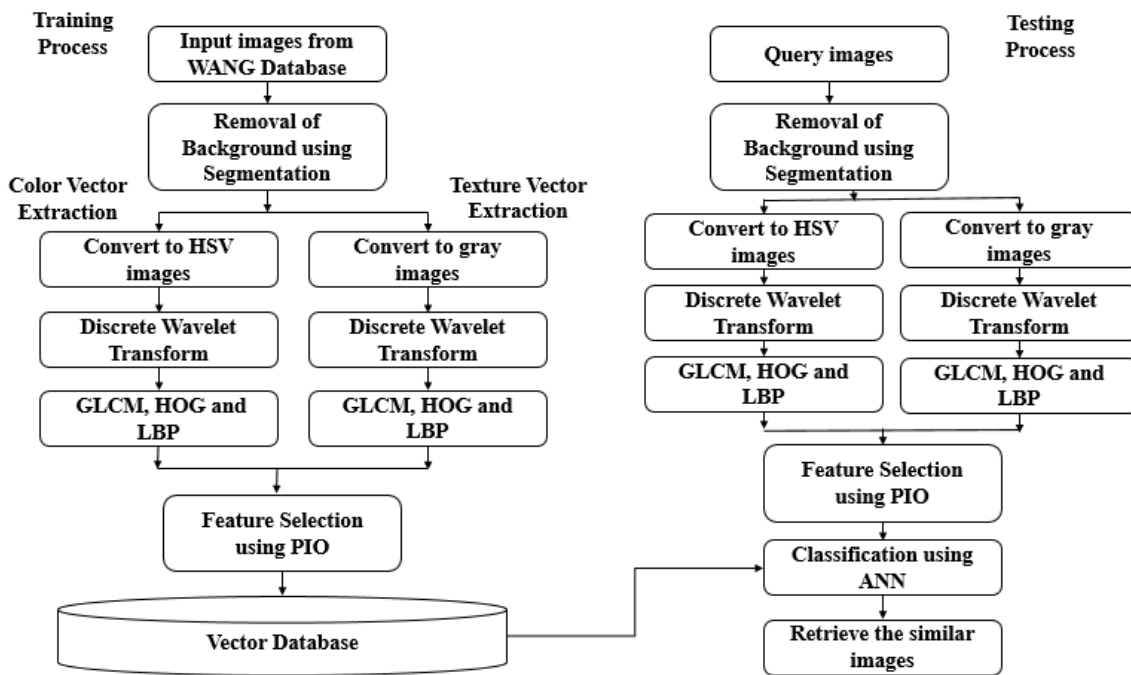 Training
Process
Input images from
WANG Database
Removal of
Background using
Segmentation
Color Vector
Extraction
Texture Vector
Extraction
Convert to HSV
images
Convert to gray
images
Discrete Wavelet
Transform
Discrete Wavelet
Transform
GLCM, HOG and
LBP
GLCM, HOG and
LBP
Feature Selection
using PIO
Vector Database
Testing
Process
Query images
Removal of
Background using
Segmentation
Convert to HSV
images
Convert to gray
images
Discrete Wavelet
Transform
Discrete Wavelet
Transform
GLCM, HOG and
LBP
GLCM, HOG and
LBP
Feature Selection
using PIO
Classification using
ANN
Retrieve the similar
images